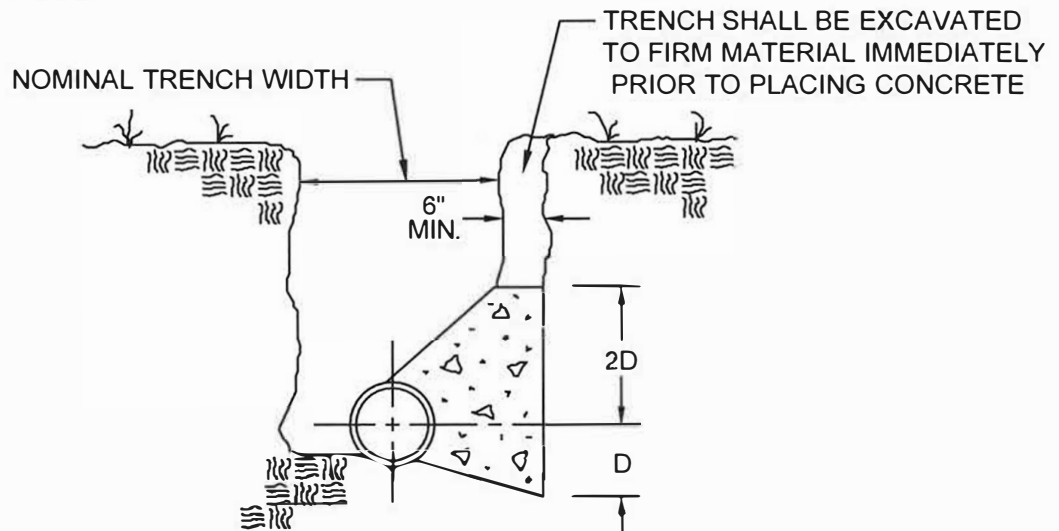 TRENCH SHALL BE EXCAVATED
TO FIRM MATERIAL IMMEDIATELY
PRIOR TO PLACING CONCRETE
NOMINAL TRENCH WIDTH
6"
MIN.
2D
D